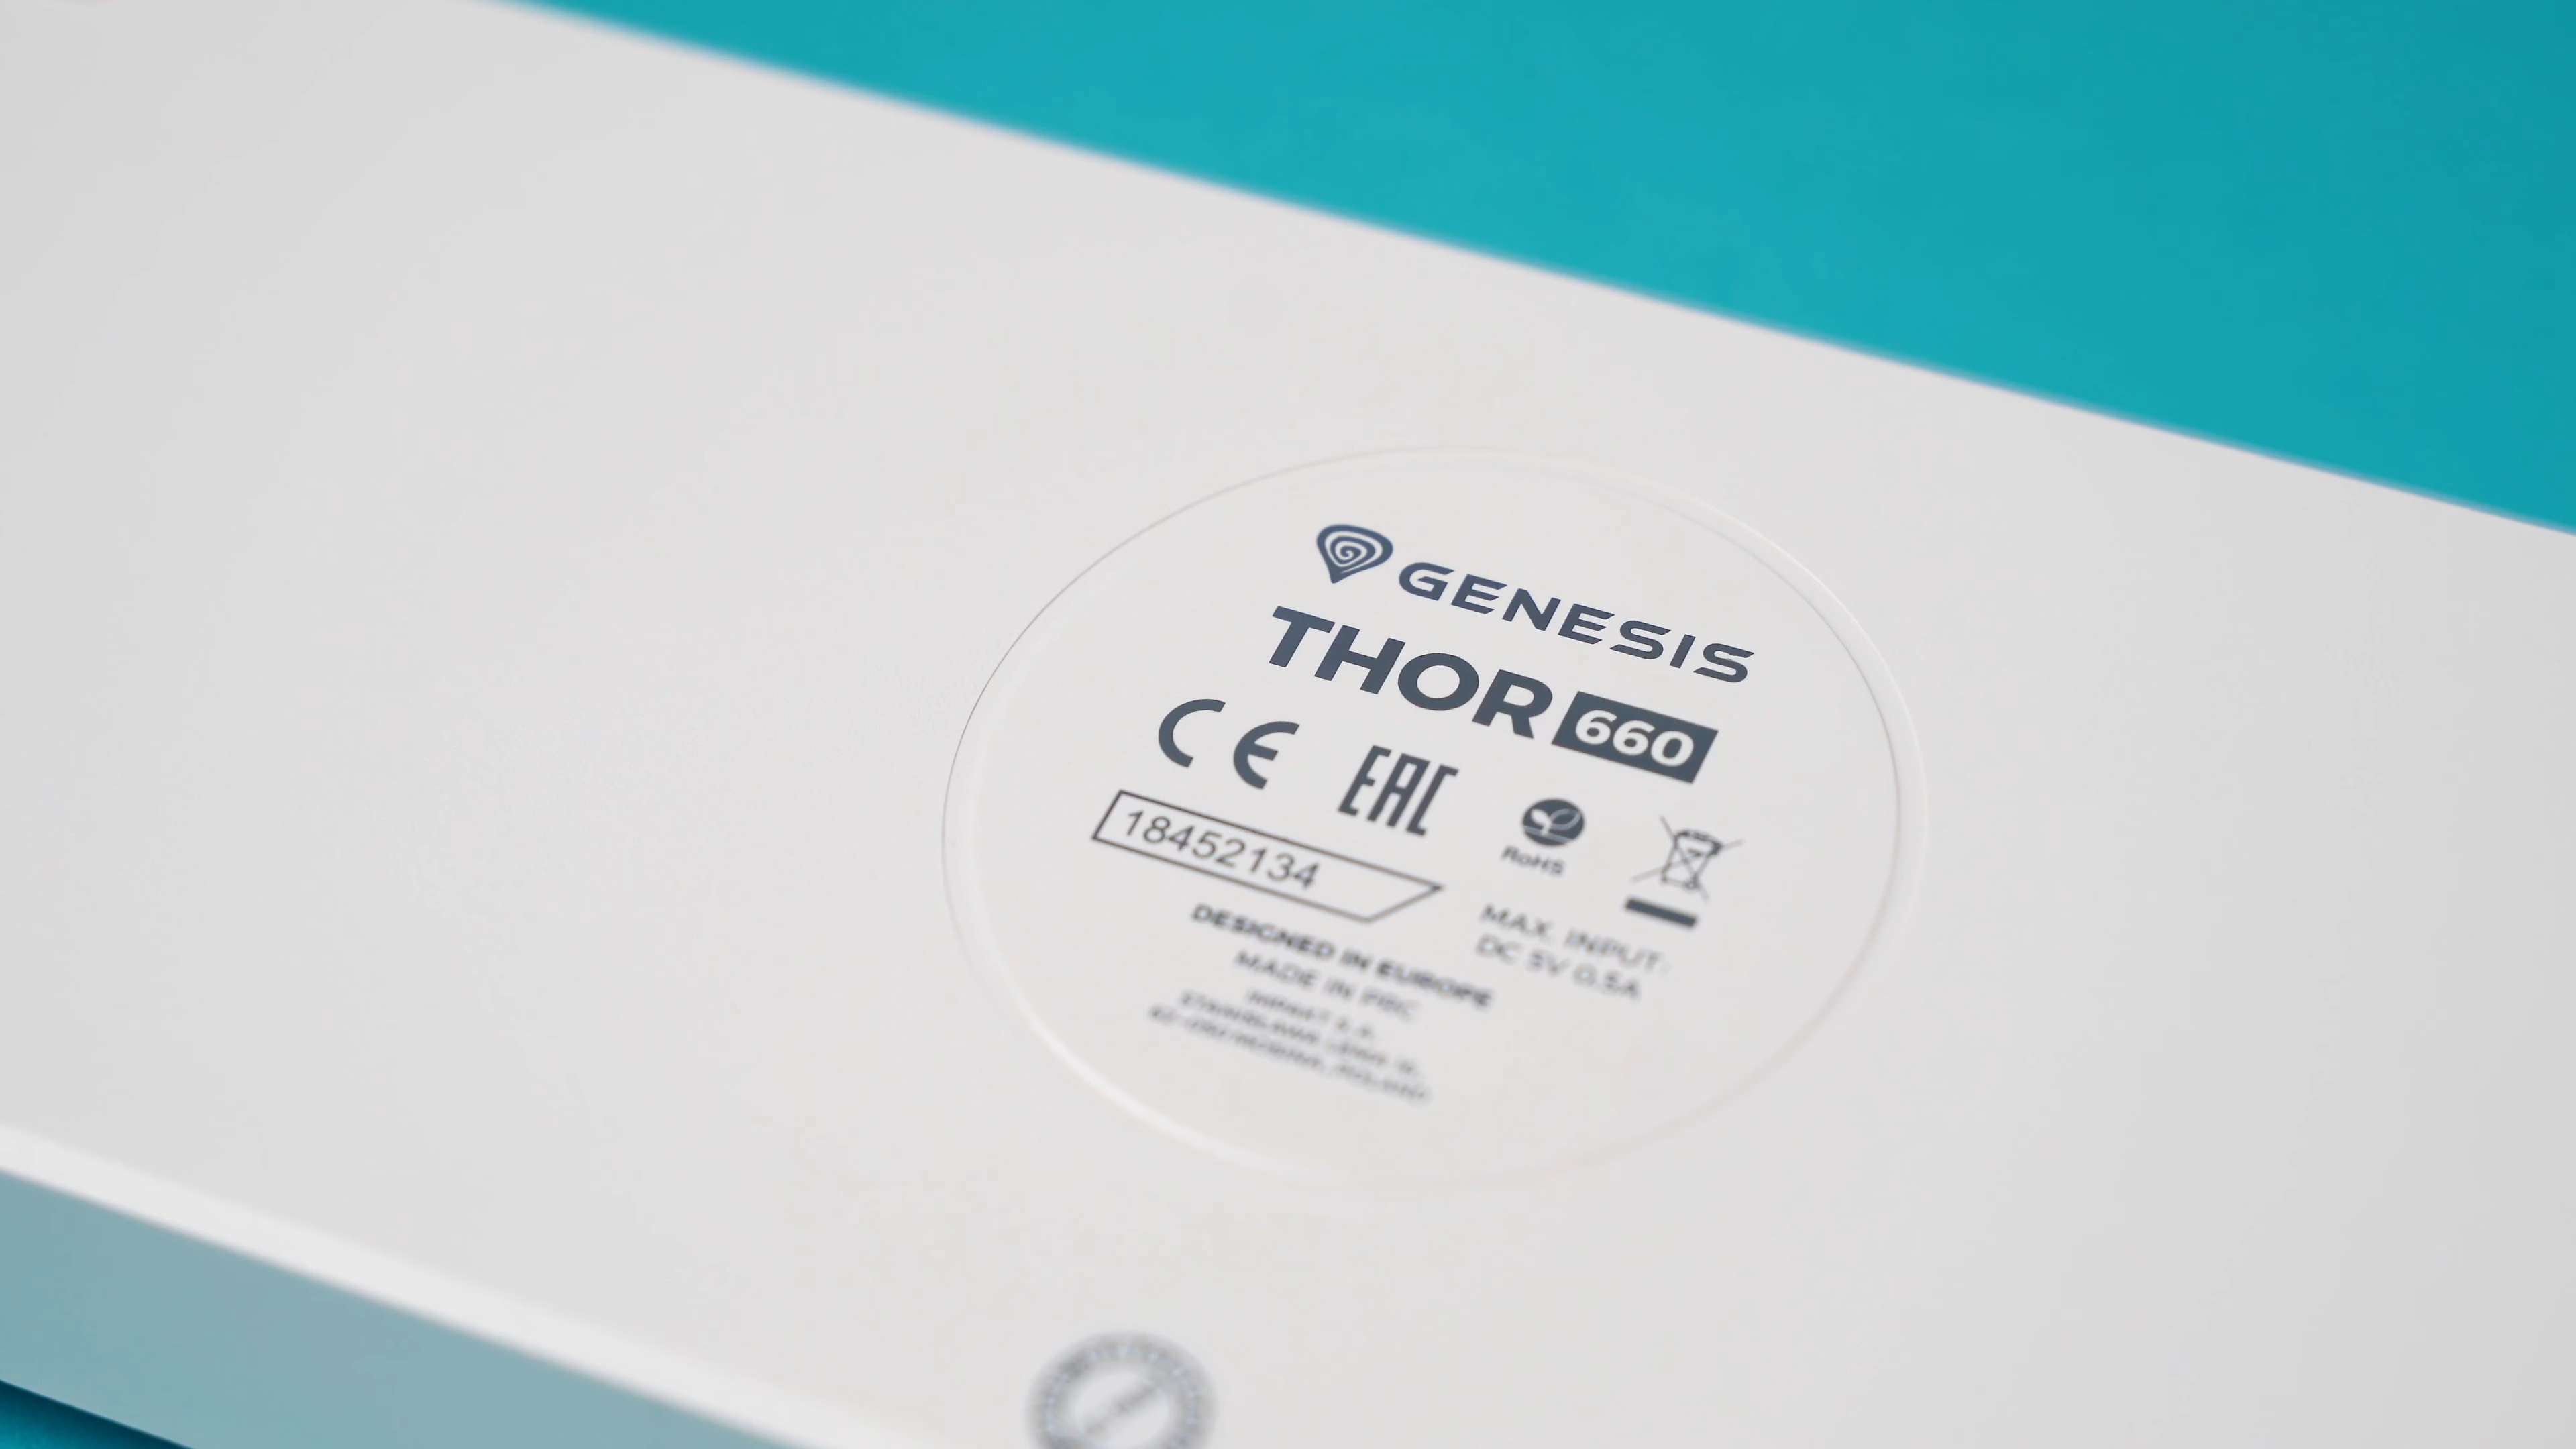 GENESIS
THOR 660
CE EAC
RoHS
18452134
MAX. INPUT:
DC 5V 0,5A
DESIGNED IN EUROPE
MADE IN PRC